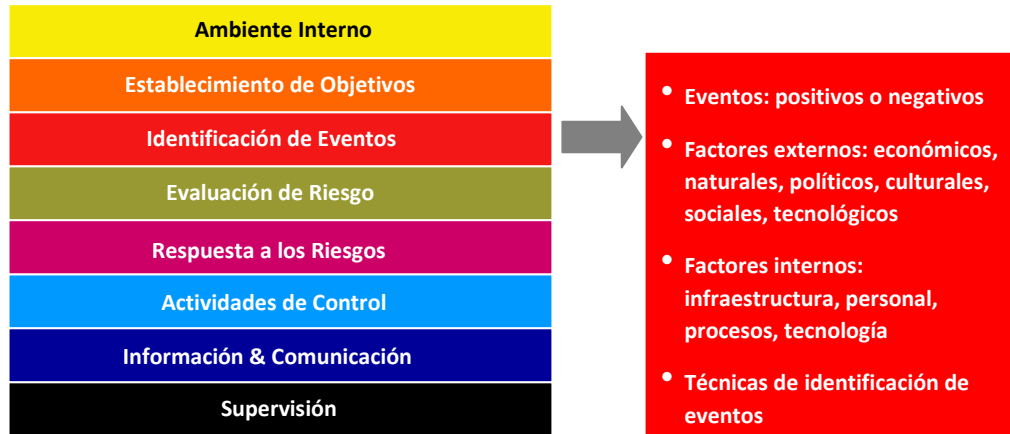 Ambiente Interno
Establecimiento de Objetivos
Identificación de Eventos
Evaluación de Riesgo
Respuesta a los Riesgos
Actividades de Control
Información & Comunicación
Supervisión
• Eventos: positivos o negativos
• Factores externos: económicos,
naturales, políticos, culturales,
sociales, tecnológicos
• Factores internos:
infraestructura, personal,
procesos, tecnología
• Técnicas de identificación de
eventos